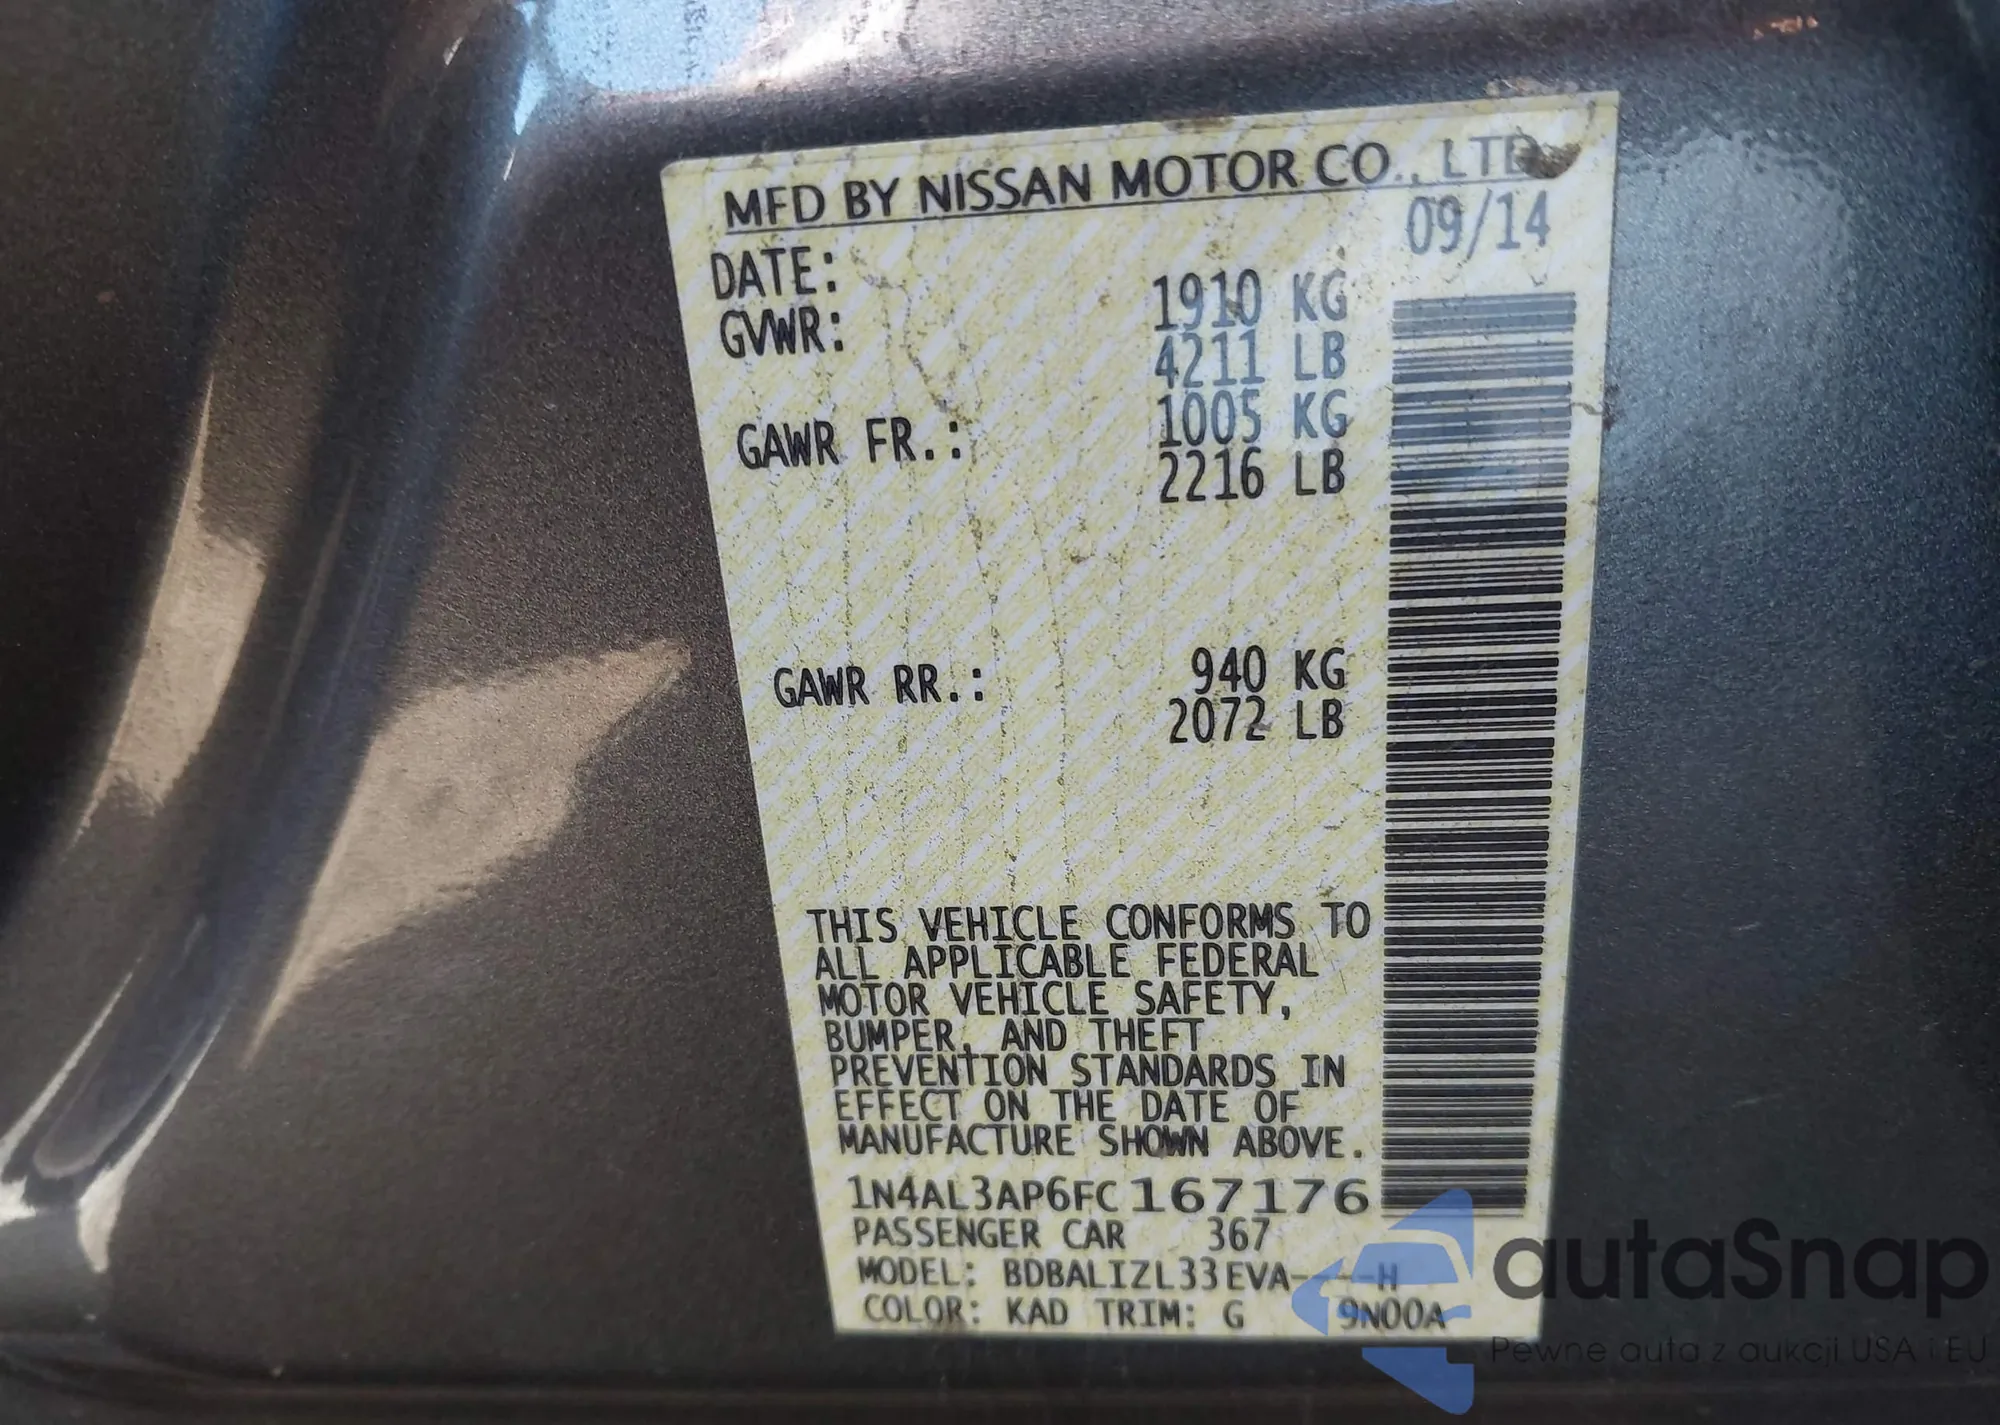 MFD BY NISSAN MOTOR CO., LTD
DATE: 09/14
GVWR: 1910 KG
4211 LB
GAWR FR.: 1005 KG
2216 LB
GAWR RR.: 940 KG
2072 LB
THIS VEHICLE CONFORMS TO
ALL APPLICABLE FEDERAL
MOTOR VEHICLE SAFETY,
BUMPER, AND THEFT
PREVENTION STANDARDS IN
EFFECT ON THE DATE OF
MANUFACTURE SHOWN ABOVE.
1N4AL3AP6FC167176
PASSENGER CAR 367
MODEL: BDBALIZL33EVA----H
COLOR: KAD TRIM: G 9N00A
autaSnap
Pewne auta z aukcji USA i EU